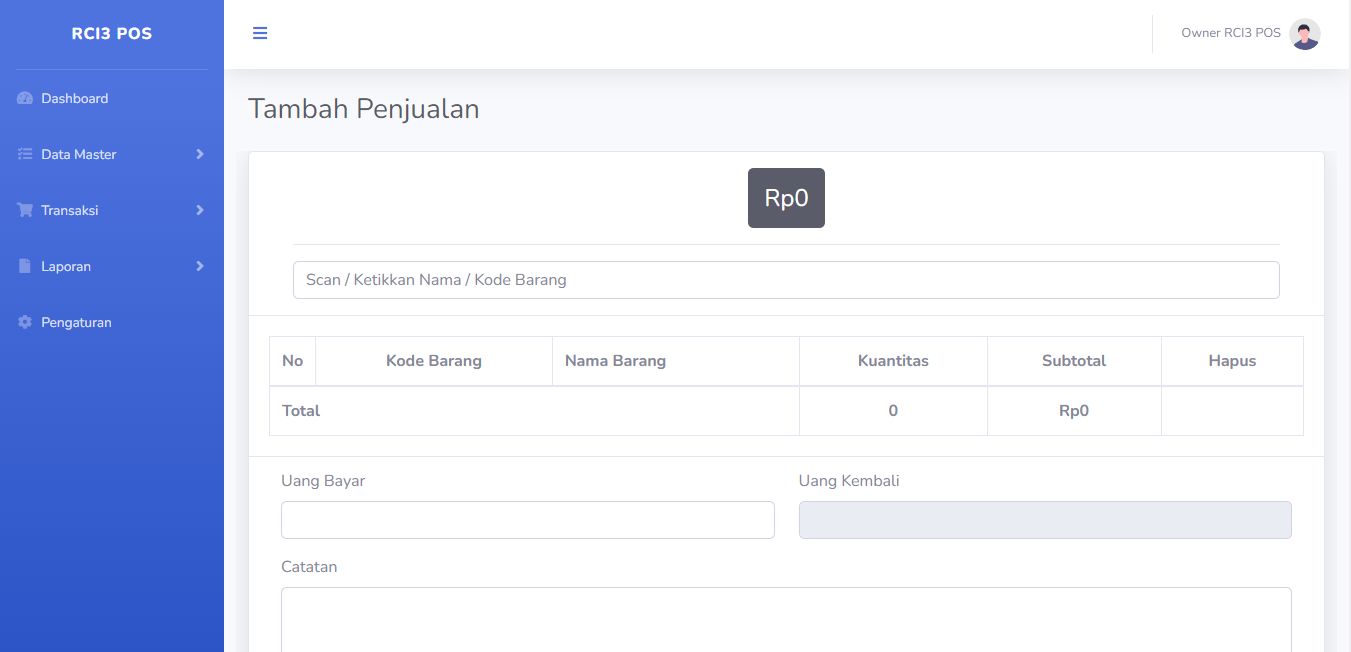 RCI3 POS
Owner RCI3 POS
Dashboard
Data Master
Transaksi
Laporan
Pengaturan
Tambah Penjualan
Rp0
Scan / Ketikkan Nama / Kode Barang
No Kode Barang Nama Barang Kuantitas Subtotal Hapus
Total 0 Rp0
Uang Bayar Uang Kembali
Catatan